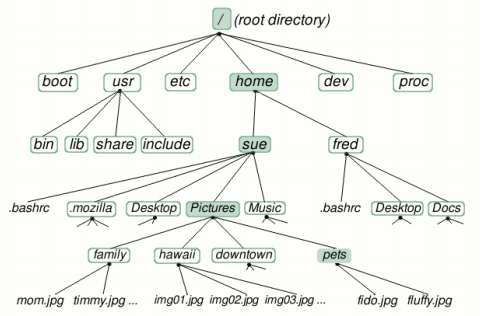 / (root directory)
boot usr etc home dev proc
bin lib share include sue fred
.bashrc .mozilla Desktop Pictures Music .bashrc Desktop Docs
family hawaii downtown pets
mom.jpg timmy.jpg ... img01.jpg img02.jpg img03.jpg ... fido.jpg fluffy.jpg